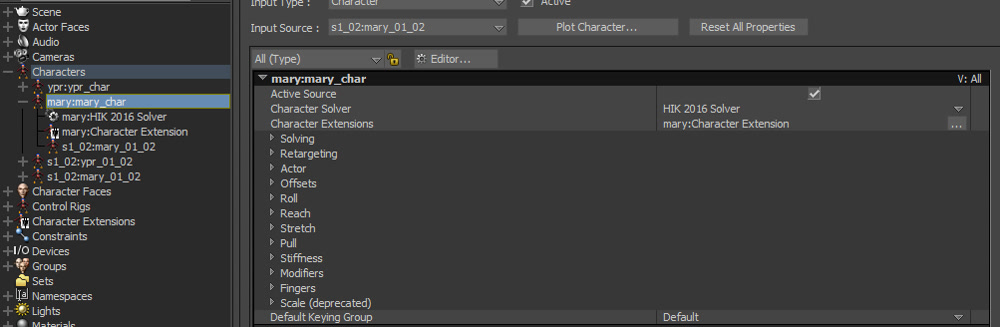 Scene
Actor Faces
Audio
Cameras
Characters
ypr:ypr_char
mary:mary_char
mary:HIK 2016 Solver
mary:Character Extension
s1_02:mary_01_02
s1_02:ypr_01_02
s1_02:mary_01_02
Character Faces
Control Rigs
Character Extensions
Constraints
I/O Devices
Groups
Sets
Namespaces
Lights
Materials
Input Type : Character Active
Input Source : s1_02:mary_01_02 Plot Character... Reset All Properties
All (Type) Editor...
mary:mary_char V: All
Active Source
Character Solver HIK 2016 Solver
Character Extensions mary:Character Extension ...
Solving
Retargeting
Actor
Offsets
Roll
Reach
Stretch
Pull
Stiffness
Modifiers
Fingers
Scale (deprecated)
Default Keying Group Default